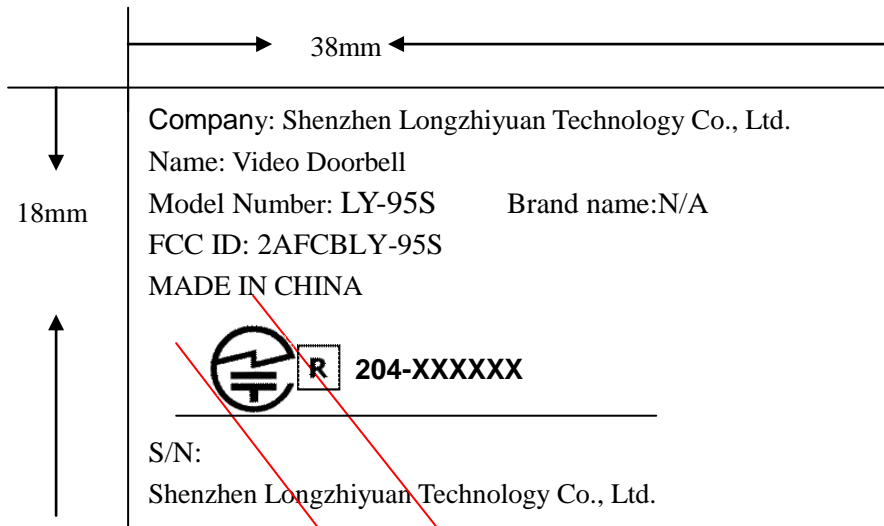 38mm
Company: Shenzhen Longzhiyuan Technology Co., Ltd.
Name: Video Doorbell
18mm
Model Number: LY-95S Brand name:N/A
FCC ID: 2AFCBLY-95S
MADE IN CHINA
R 204-XXXXXX
S/N:
Shenzhen Longzhiyuan Technology Co., Ltd.